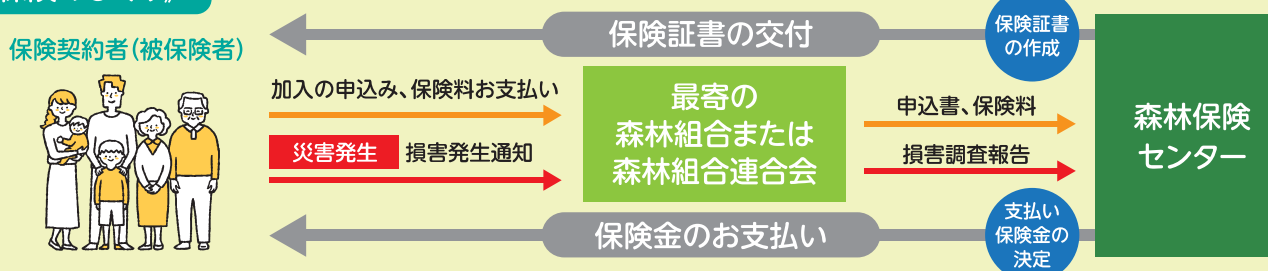 保険契約者（被保険者）
保険証書の交付
保険証書
の作成
加入の申込み、保険料お支払い
災害発生
損害発生通知
最寄の
森林組合または
森林組合連合会
申込書、保険料
損害調査報告
森林保険
センター
保険金のお支払い
支払い
保険金の
決定